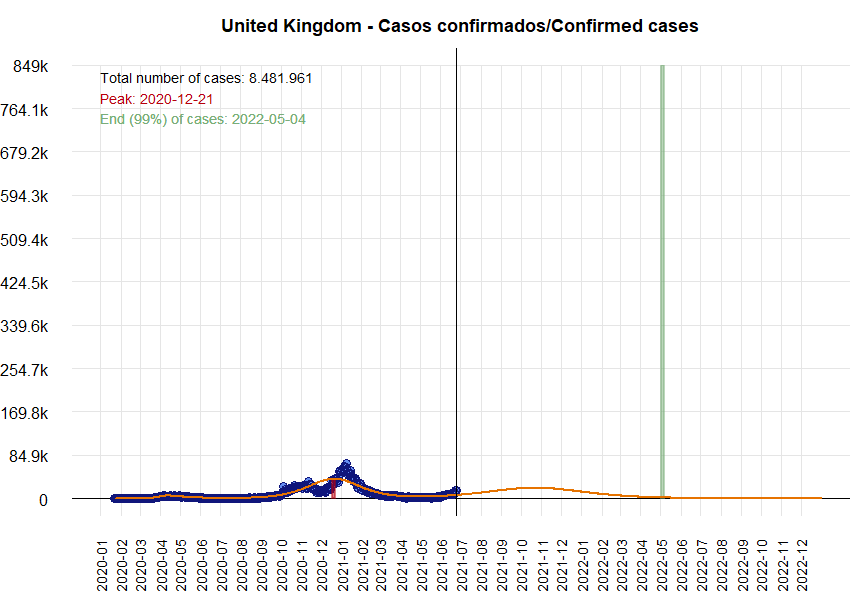 United Kingdom - Casos confirmados/Confirmed cases
849k
Total number of cases: 8.481.961
Peak: 2020-12-21
764.1k
End (99%) of cases: 2022-05-04
679.2k
594.3k
509.4k
424.5k
339.6k
254.7k
169.8k
84.9k
0
2020-01
2020-02
2020-03
2020-04
2020-05
2020-06
2020-07
2020-08
2020-09
2020-10
2020-11
2020-12
2021-01
2021-02
2021-03
2021-04
2021-05
2021-06
2021-07
2021-08
2021-09
2021-10
2021-11
2021-12
2022-01
2022-02
2022-03
2022-04
2022-05
2022-06
2022-07
2022-08
2022-09
2022-10
2022-11
2022-12